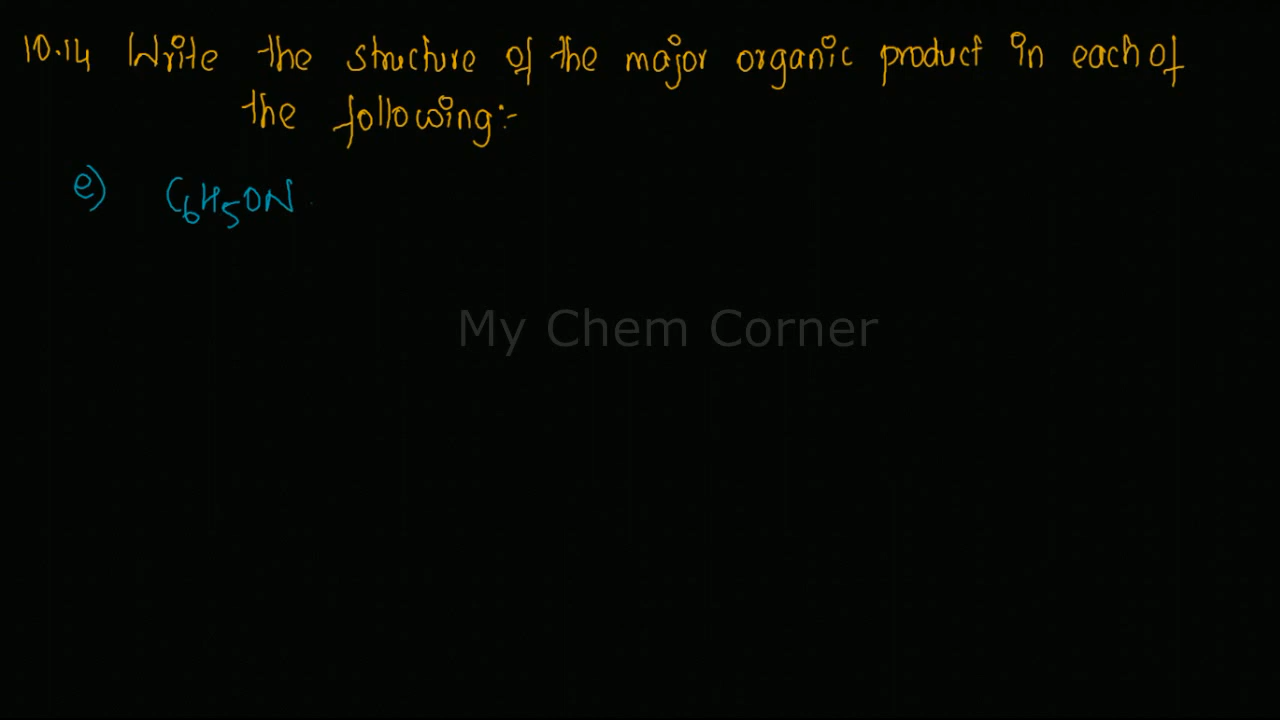 10.14 Write the structure of the major organic product in each of
the following:-
e) C6H5ON
My Chem Corner